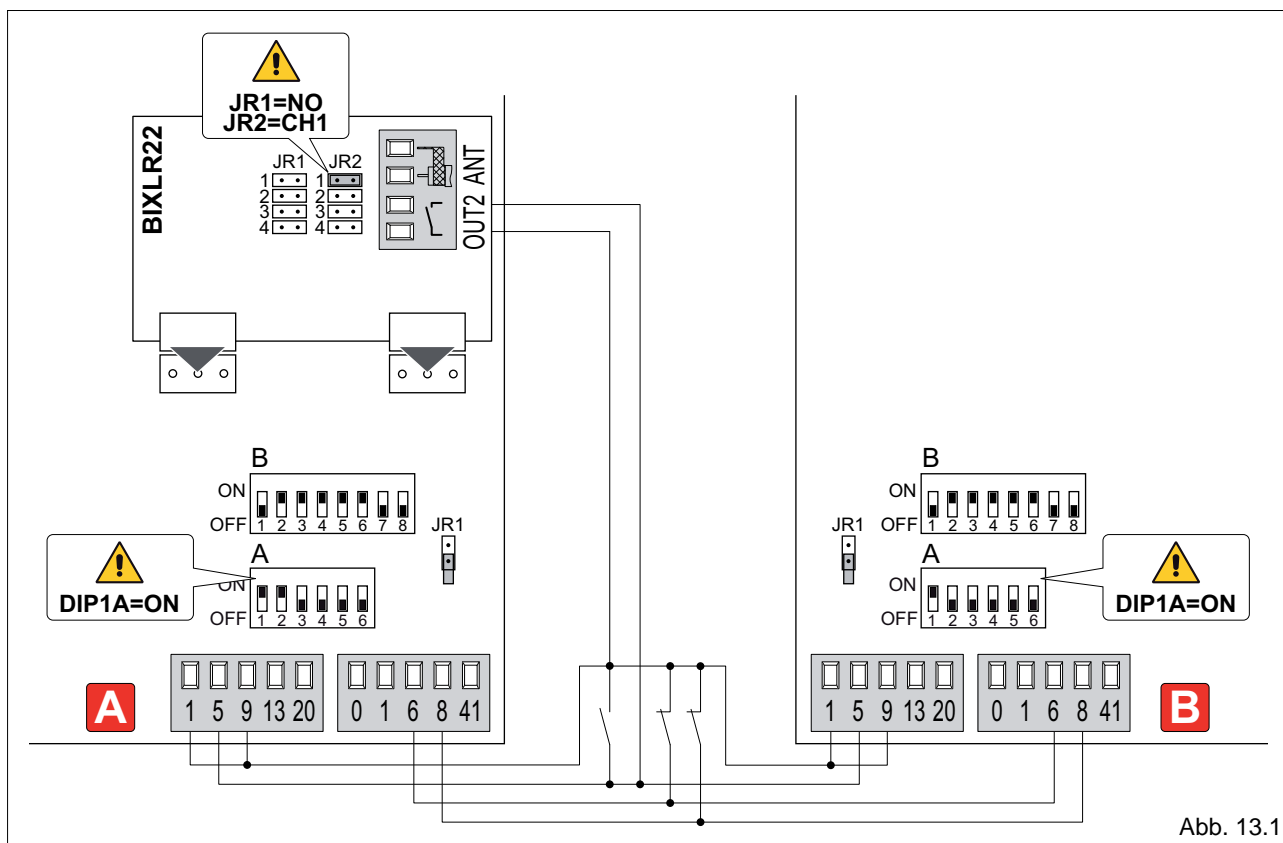 JR1=NO
JR2=CH1
BIXLR22
JR1 JR2
1 1
2 2
3 3
4 4
OUT2 ANT
B
ON
OFF 1 2 3 4 5 6 7 8
JR1
A
ON
OFF 1 2 3 4 5 6
DIP1A=ON
A
1 5 9 13 20
0 1 6 8 41
B
ON
OFF 1 2 3 4 5 6 7 8
JR1
A
ON
OFF 1 2 3 4 5 6
DIP1A=ON
1 5 9 13 20
0 1 6 8 41
B
Abb. 13.1